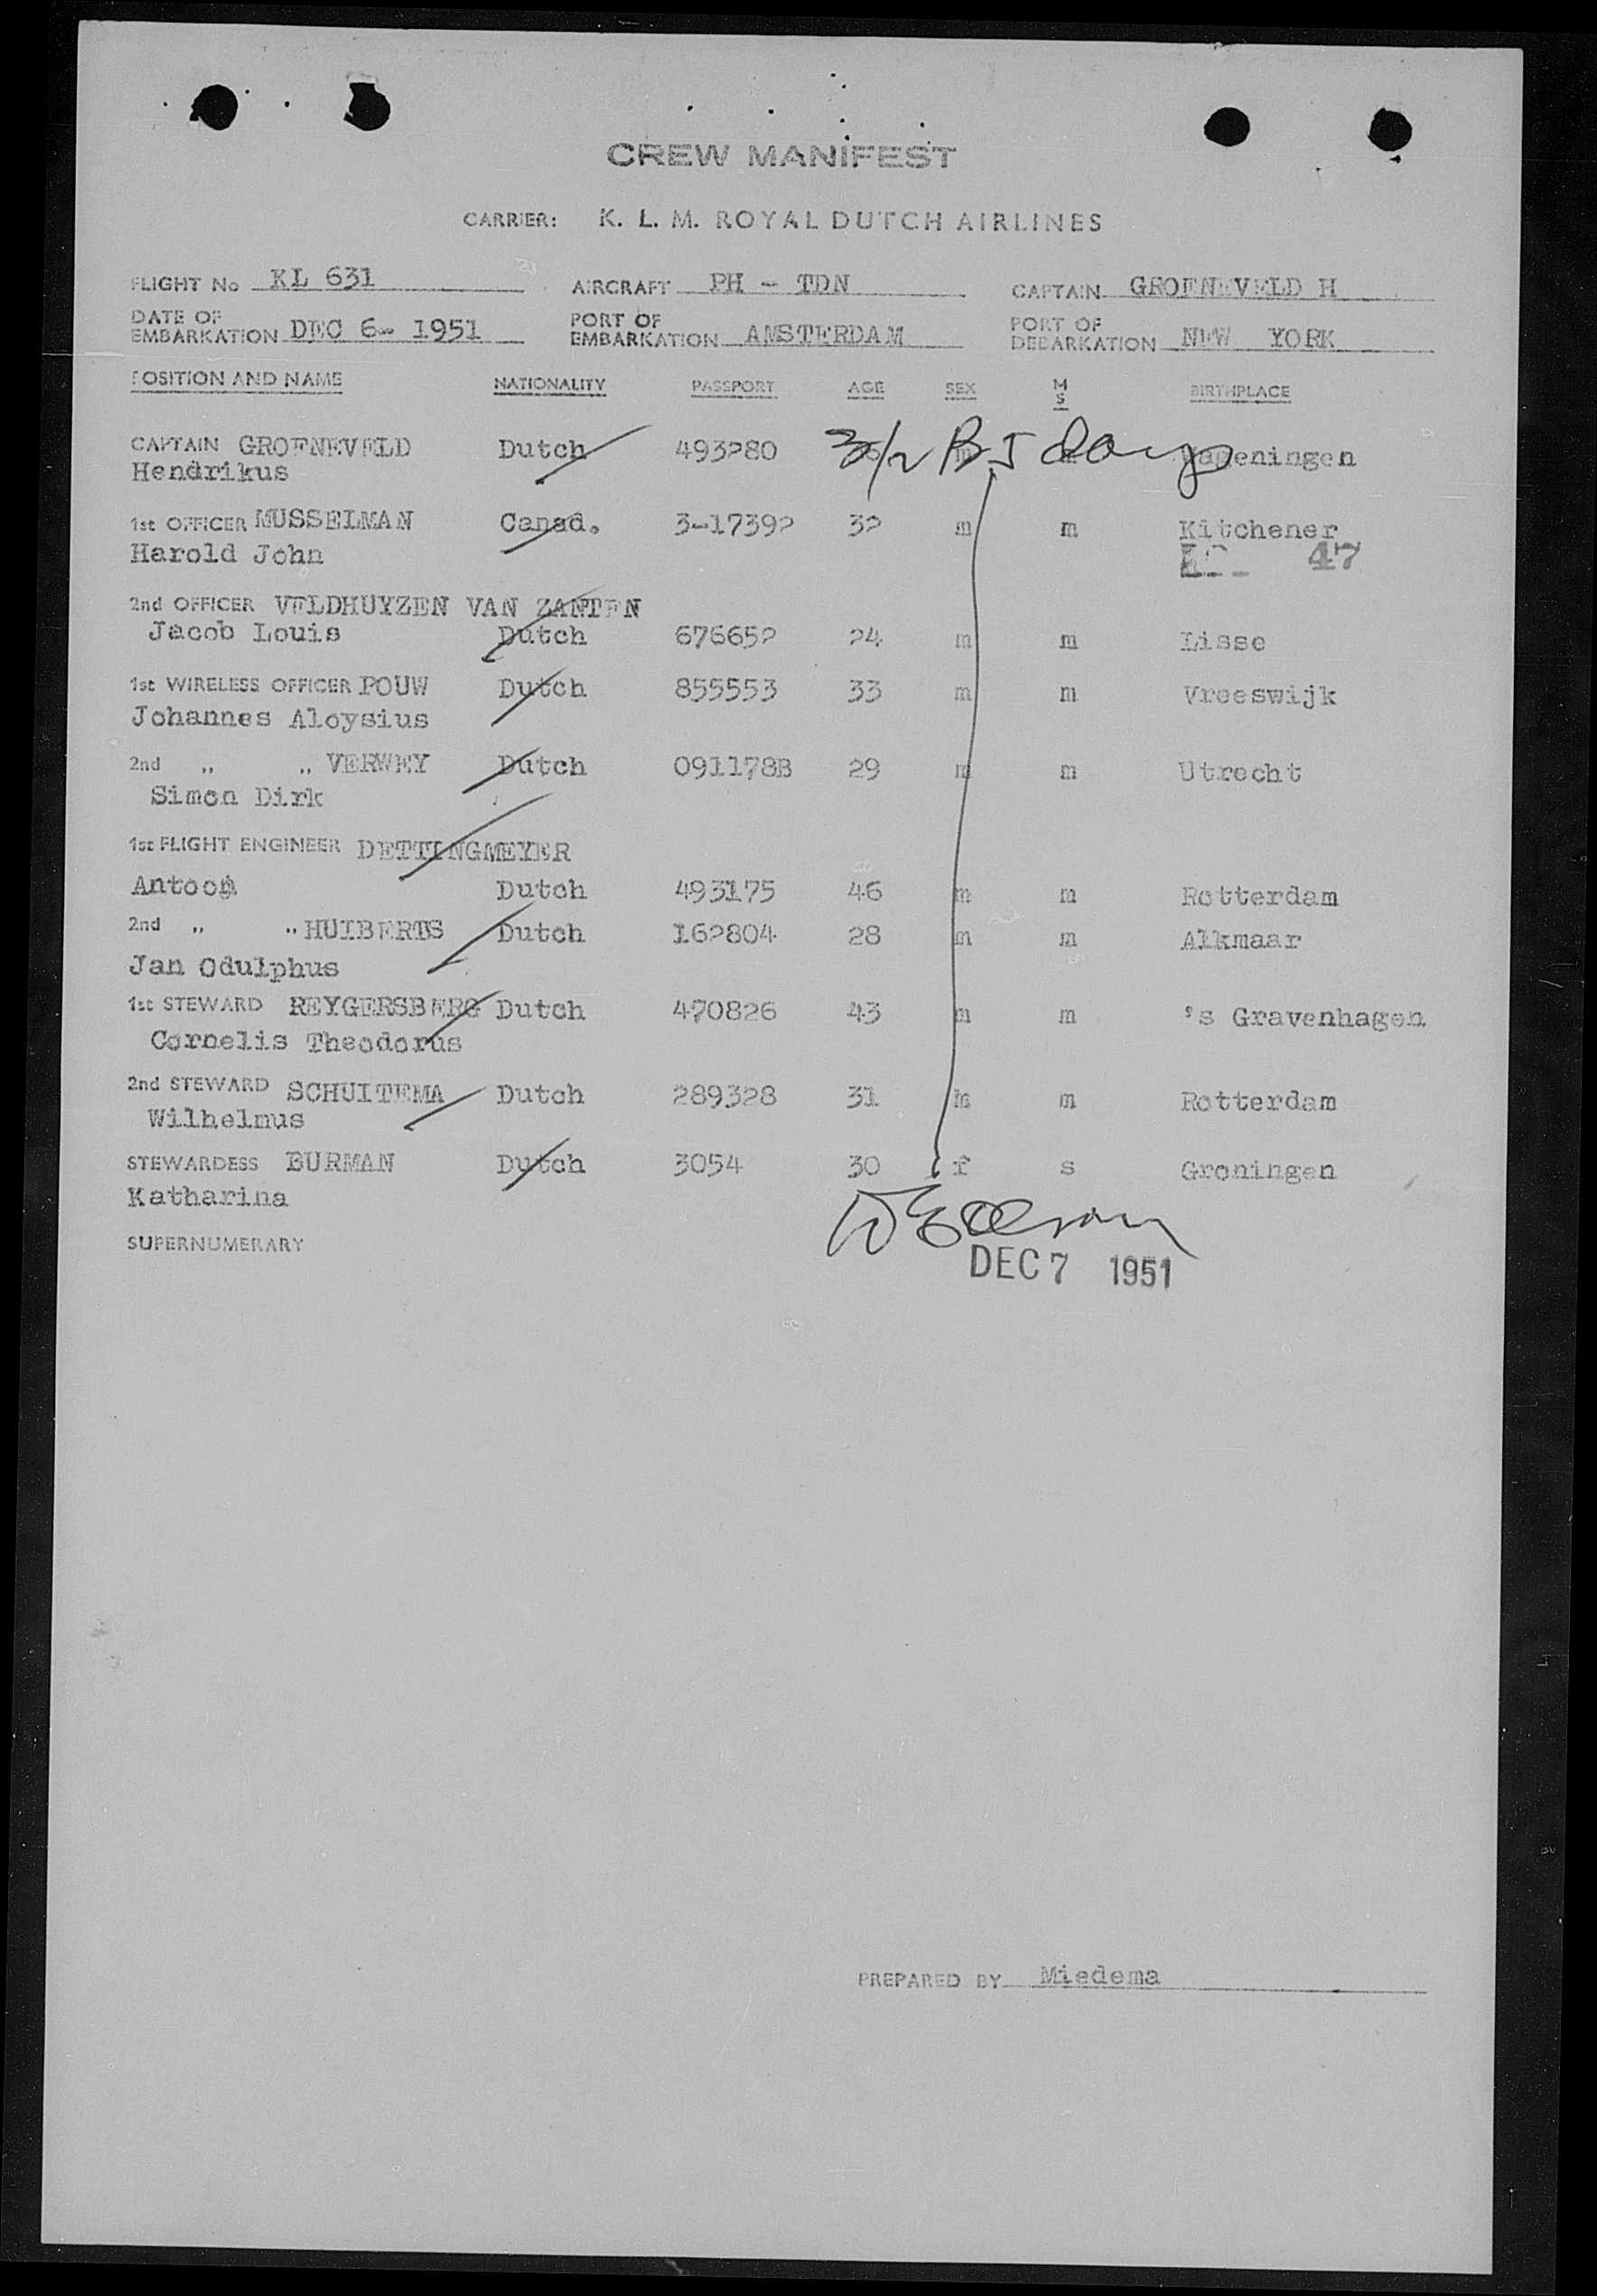 CREW MANIFEST
CARRIER: K. L. M. ROYAL DUTCH AIRLINES
FLIGHT No KL 631 AIRCRAFT PH - TDN CAPTAIN GROENEVELD H
DATE OF EMBARKATION DEC 6- 1951 PORT OF EMBARKATION AMSTERDAM PORT OF DEBARKATION NEW YORK
POSITION AND NAME NATIONALITY PASSPORT AGE SEX M S BIRTHPLACE
CAPTAIN GROENEVELD Dutch 493280
Hendrikus
1st OFFICER MUSSELMAN Canad. 3-17392 32 m m Kitchener
Harold John 47
2nd OFFICER VELDHUYZEN VAN ZANTEN
Jacob Louis Dutch 676652 24 m m Lisse
1st WIRELESS OFFICER POUW Dutch 855553 33 m m Vreeswijk
Johannes Aloysius
2nd „ „ VERWEY Dutch 091178B 29 m m Utrecht
Simon Dirk
1st FLIGHT ENGINEER DETTINGMEYER
Antoon Dutch 493175 46 m m Rotterdam
2nd „ „ HUIBERTS Dutch 162804 28 m m Alkmaar
Jan Odulphus
1st STEWARD REYGERSBERG Dutch 470826 43 m m 's Gravenhagen
Cornelis Theodorus
2nd STEWARD SCHUITEMA Dutch 289328 31 m m Rotterdam
Wilhelmus
STEWARDESS BURMAN Dutch 3054 30 f s Groningen
Katharina
SUPERNUMERARY
DEC 7 1951
PREPARED BY Miedema